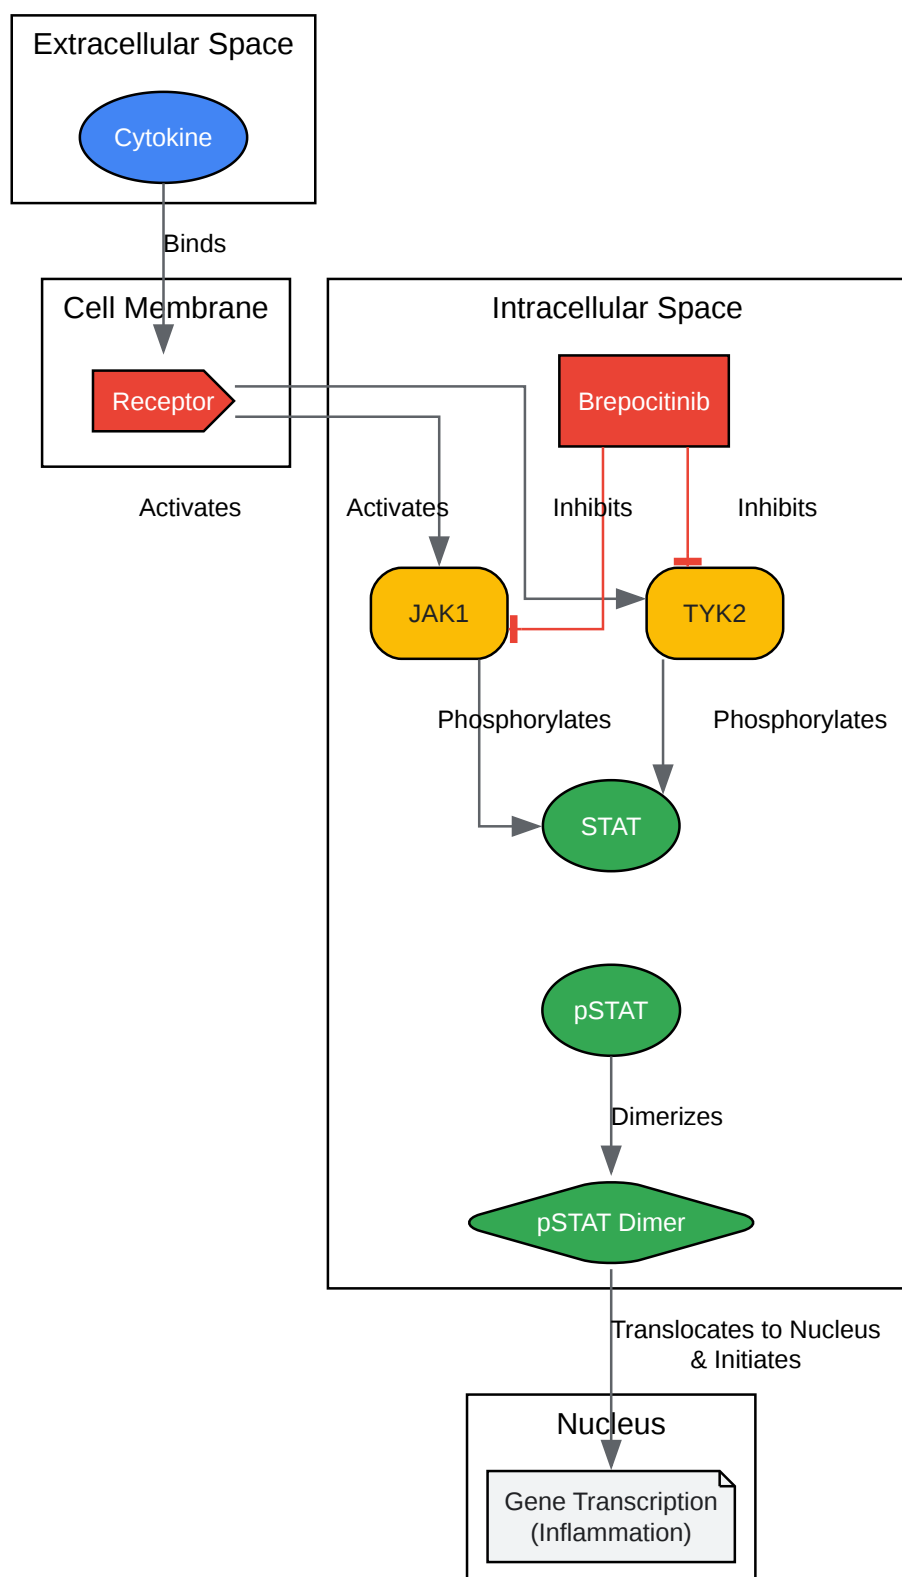 Extracellular Space
Cytokine
Binds
Cell Membrane
Intracellular Space
Receptor
Brepocitinib
Activates
Activates
Inhibits
Inhibits
JAK1
TYK2
Phosphorylates
Phosphorylates
STAT
pSTAT
Dimerizes
pSTAT Dimer
Translocates to Nucleus
& Initiates
Nucleus
Gene Transcription
(Inflammation)